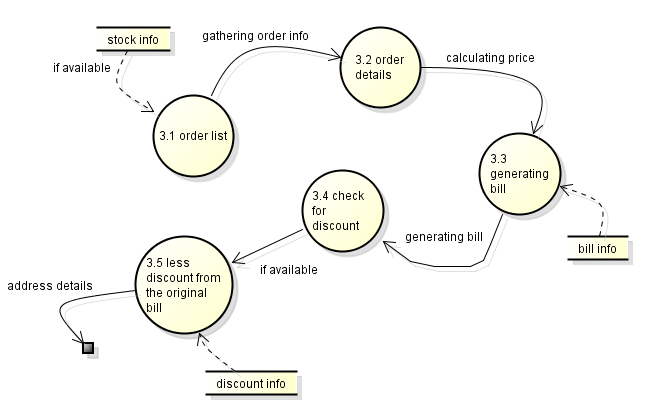 stock info
gathering order info
if available
3.2 order
details
calculating price
3.1 order list
3.3
generating
bill
3.4 check
for
discount
generating bill
bill info
3.5 less
discount from
the original
bill
if available
address details
discount info